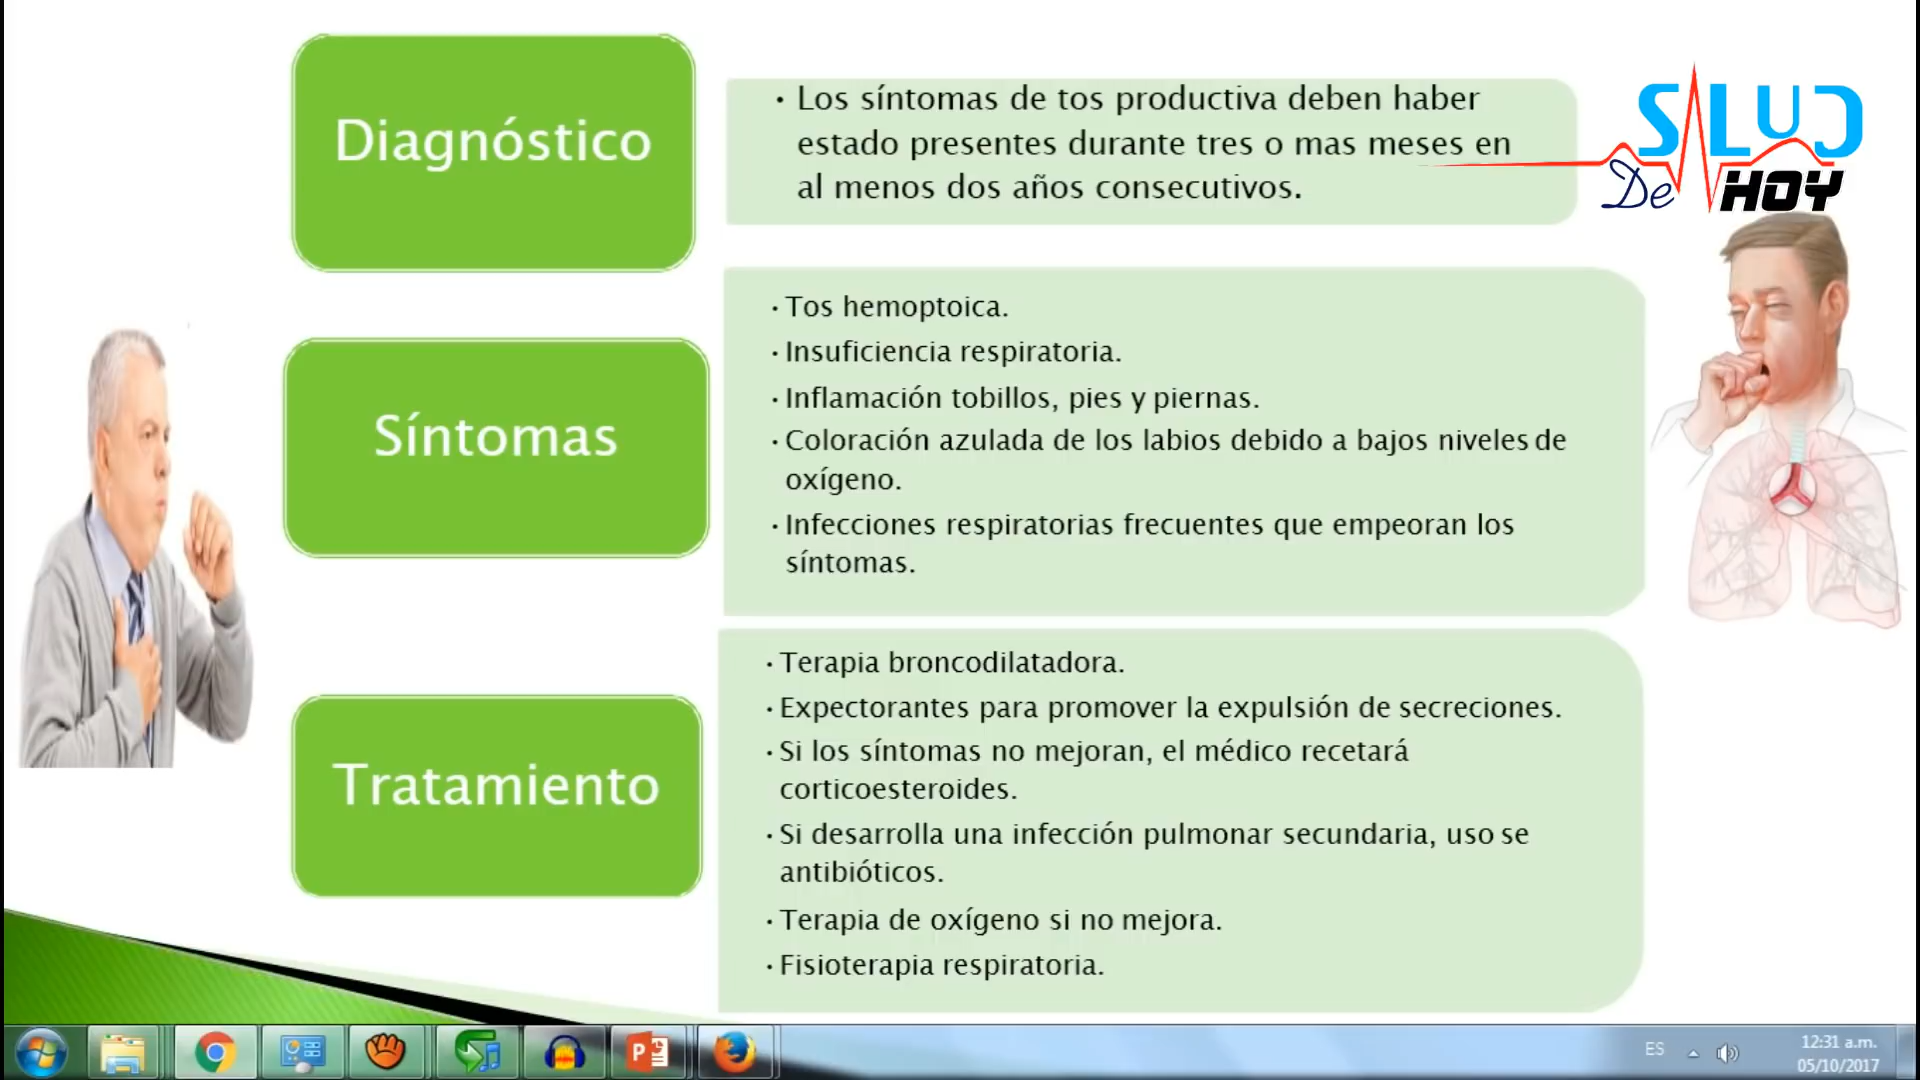 Diagnóstico
• Los síntomas de tos productiva deben haber
estado presentes durante tres o mas meses en
al menos dos años consecutivos.
SALUD
De HOY
Síntomas
• Tos hemoptoica.
• Insuficiencia respiratoria.
• Inflamación tobillos, pies y piernas.
• Coloración azulada de los labios debido a bajos niveles de
oxígeno.
• Infecciones respiratorias frecuentes que empeoran los
síntomas.
Tratamiento
• Terapia broncodilatadora.
• Expectorantes para promover la expulsión de secreciones.
• Si los síntomas no mejoran, el médico recetará
corticoesteroides.
• Si desarrolla una infección pulmonar secundaria, uso se
antibióticos.
• Terapia de oxígeno si no mejora.
• Fisioterapia respiratoria.
ES
12:31 a.m.
05/10/2017